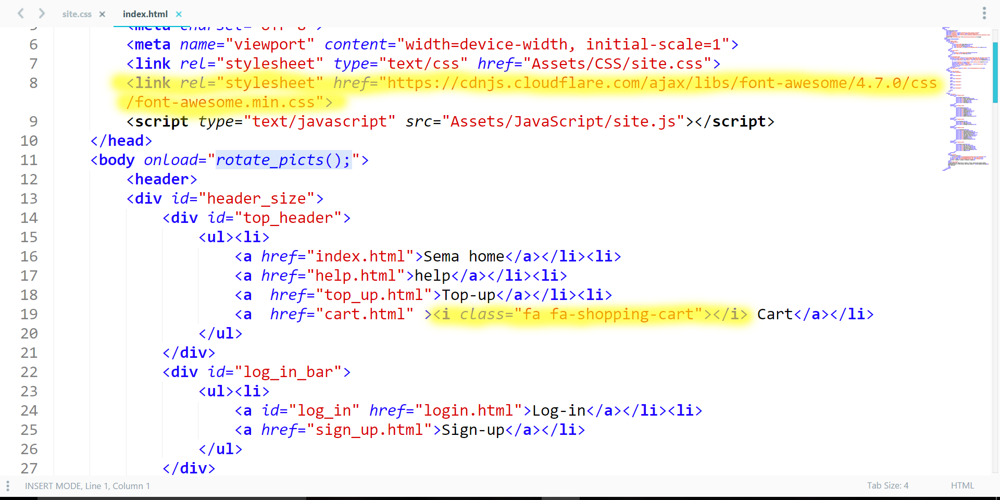 site.css × index.html ×
6 <meta name="viewport" content="width=device-width, initial-scale=1">
7 <link rel="stylesheet" type="text/css" href="Assets/CSS/site.css">
8 <link rel="stylesheet" href="https://cdnjs.cloudflare.com/ajax/libs/font-awesome/4.7.0/css
/font-awesome.min.css">
9 <script type="text/javascript" src="Assets/JavaScript/site.js"></script>
10 </head>
11 <body onload="rotate_picts();">
12 <header>
13 <div id="header_size">
14 <div id="top_header">
15 <ul><li>
16 <a href="index.html">Sema home</a></li><li>
17 <a href="help.html">help</a></li><li>
18 <a  href="top_up.html">Top-up</a></li><li>
19 <a  href="cart.html" ><i class="fa fa-shopping-cart"></i> Cart</a></li>
20 </ul>
21 </div>
22 <div id="log_in_bar">
23 <ul><li>
24 <a id="log_in" href="login.html">Log-in</a></li><li>
25 <a href="sign_up.html">Sign-up</a></li>
26 </ul>
27 </div>
INSERT MODE, Line 1, Column 1 Tab Size: 4 HTML